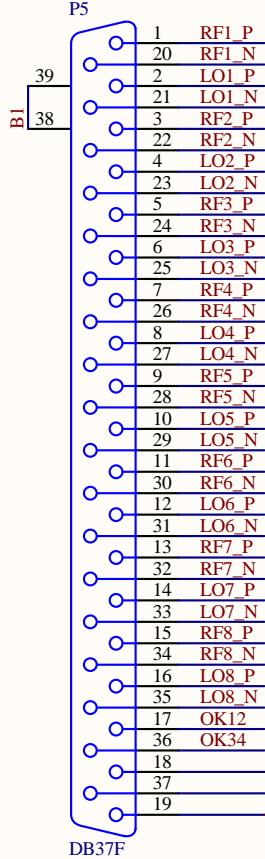 P5
1 RF1_P
20 RF1_N
39 2 LO1_P
21 LO1_N
B1 38 3 RF2_P
22 RF2_N
4 LO2_P
23 LO2_N
5 RF3_P
24 RF3_N
6 LO3_P
25 LO3_N
7 RF4_P
26 RF4_N
8 LO4_P
27 LO4_N
9 RF5_P
28 RF5_N
10 LO5_P
29 LO5_N
11 RF6_P
30 RF6_N
12 LO6_P
31 LO6_N
13 RF7_P
32 RF7_N
14 LO7_P
33 LO7_N
15 RF8_P
34 RF8_N
16 LO8_P
35 LO8_N
17 OK12
36 OK34
18
37
19
DB37F